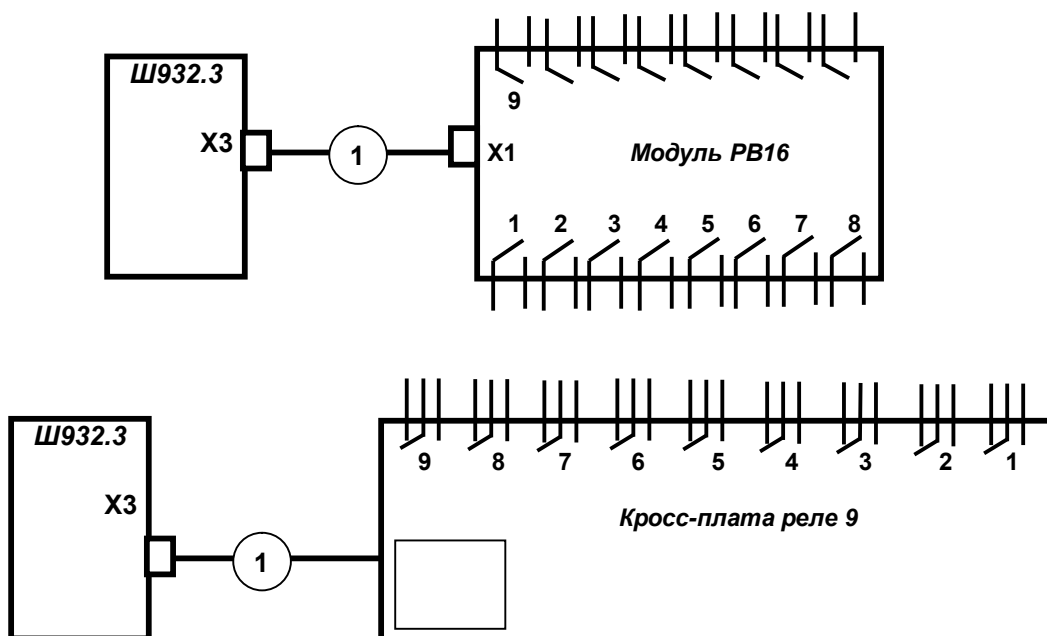 Ш932.3
X3
1
9
X1
Модуль РВ16
1 2 3 4 5 6 7 8
Ш932.3
X3
1
9 8 7 6 5 4 3 2 1
Кросс-плата реле 9